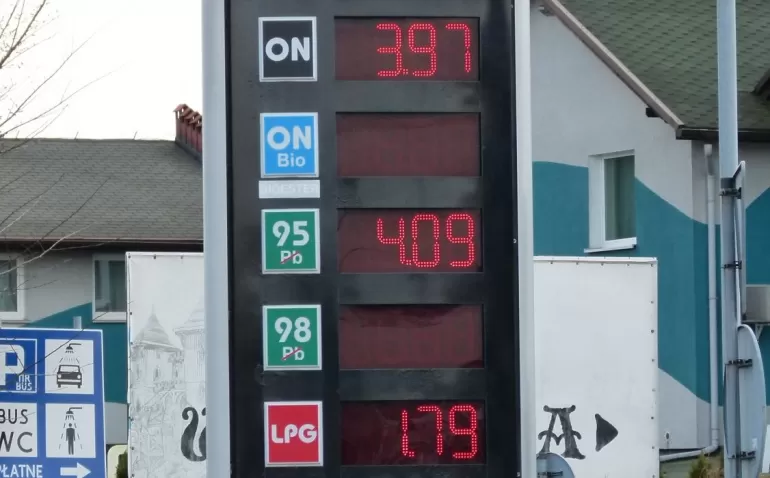 ON 3.97
ON
Bio
BIOESTER
95 4.09
Pb
98
Pb
LPG 1.79
P
NR
BUS
BUS
WC
PŁATNE
A